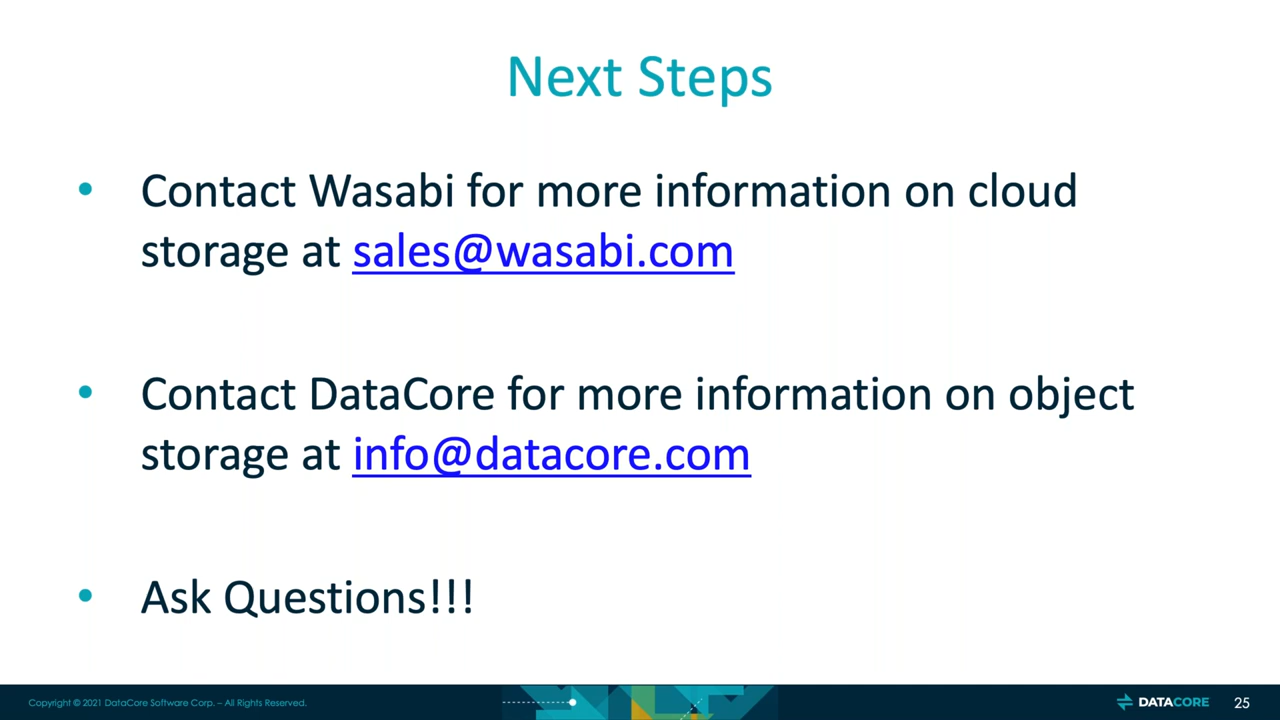 Next Steps
• Contact Wasabi for more information on cloud
storage at sales@wasabi.com
• Contact DataCore for more information on object
storage at info@datacore.com
• Ask Questions!!!
Copyright © 2021 DataCore Software Corp. – All Rights Reserved.
DATACORE
25